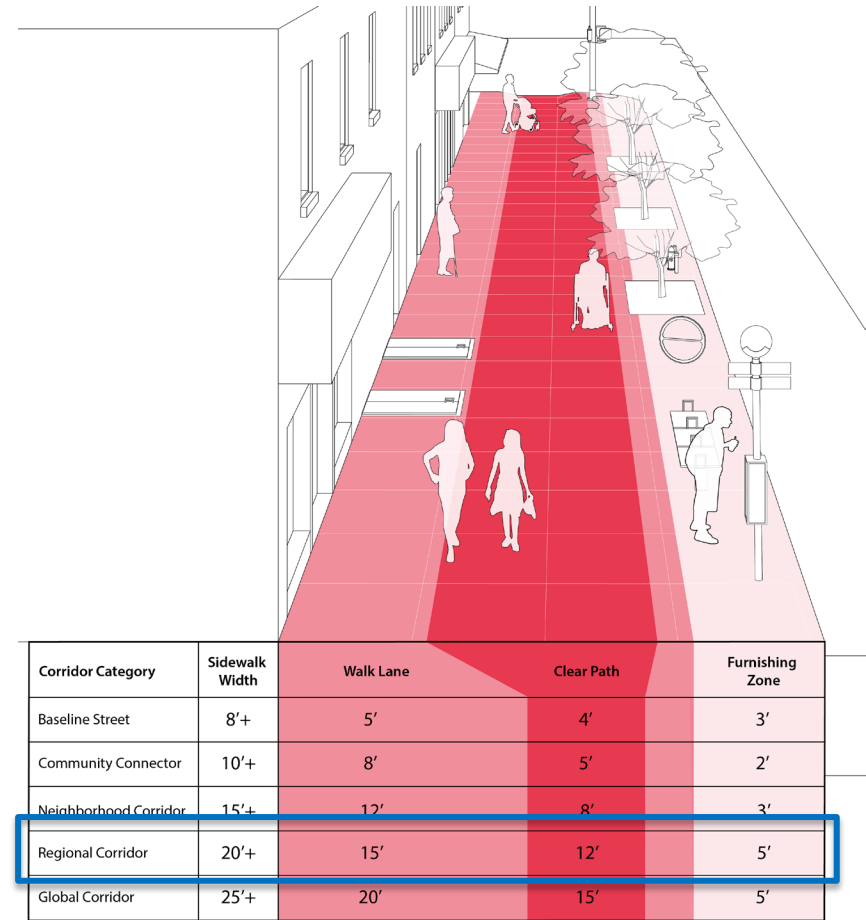 Corridor Category Sidewalk Width Walk Lane Clear Path Furnishing Zone
Baseline Street 8'+ 5' 4' 3'
Community Connector 10'+ 8' 5' 2'
Neighborhood Corridor 15'+ 12' 8' 3'
Regional Corridor 20'+ 15' 12' 5'
Global Corridor 25'+ 20' 15' 5'